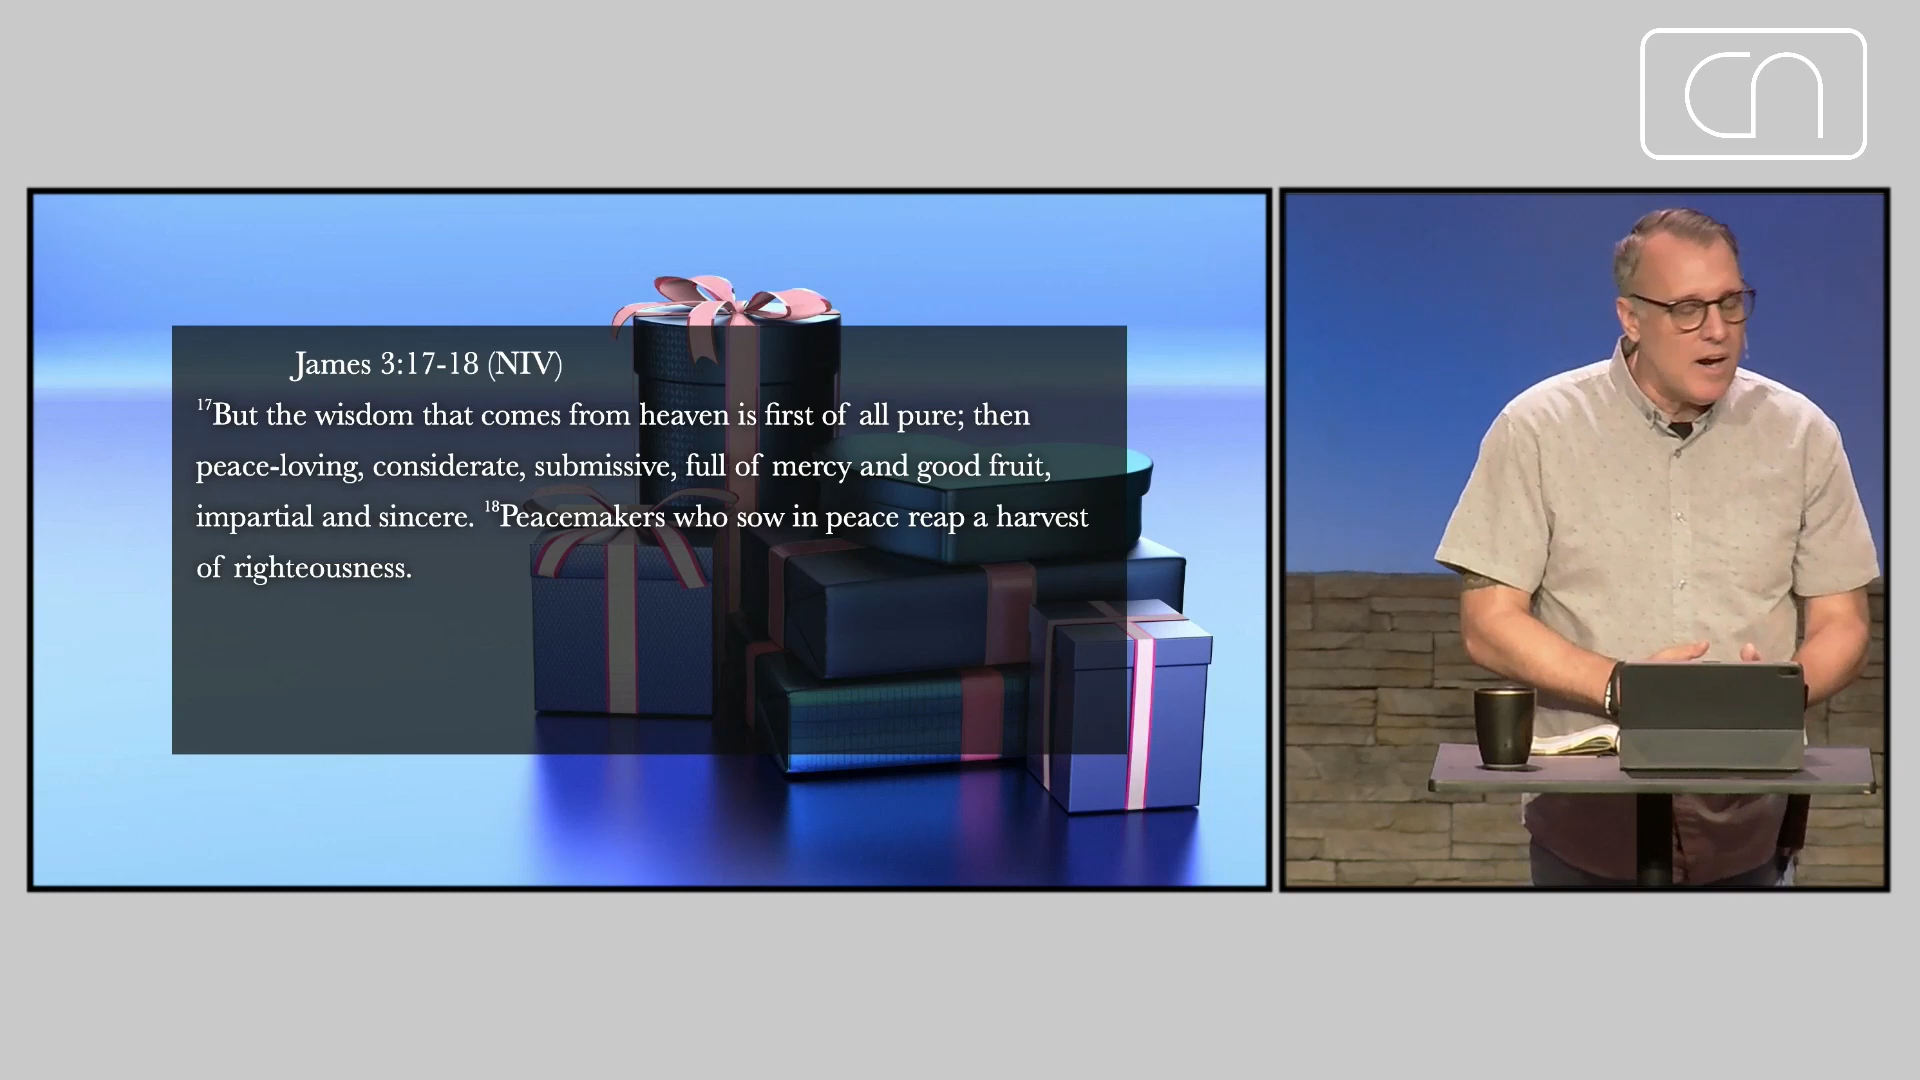 cn
James 3:17-18 (NIV)
¹⁷But the wisdom that comes from heaven is first of all pure; then
peace-loving, considerate, submissive, full of mercy and good fruit,
impartial and sincere. ¹⁸Peacemakers who sow in peace reap a harvest
of righteousness.